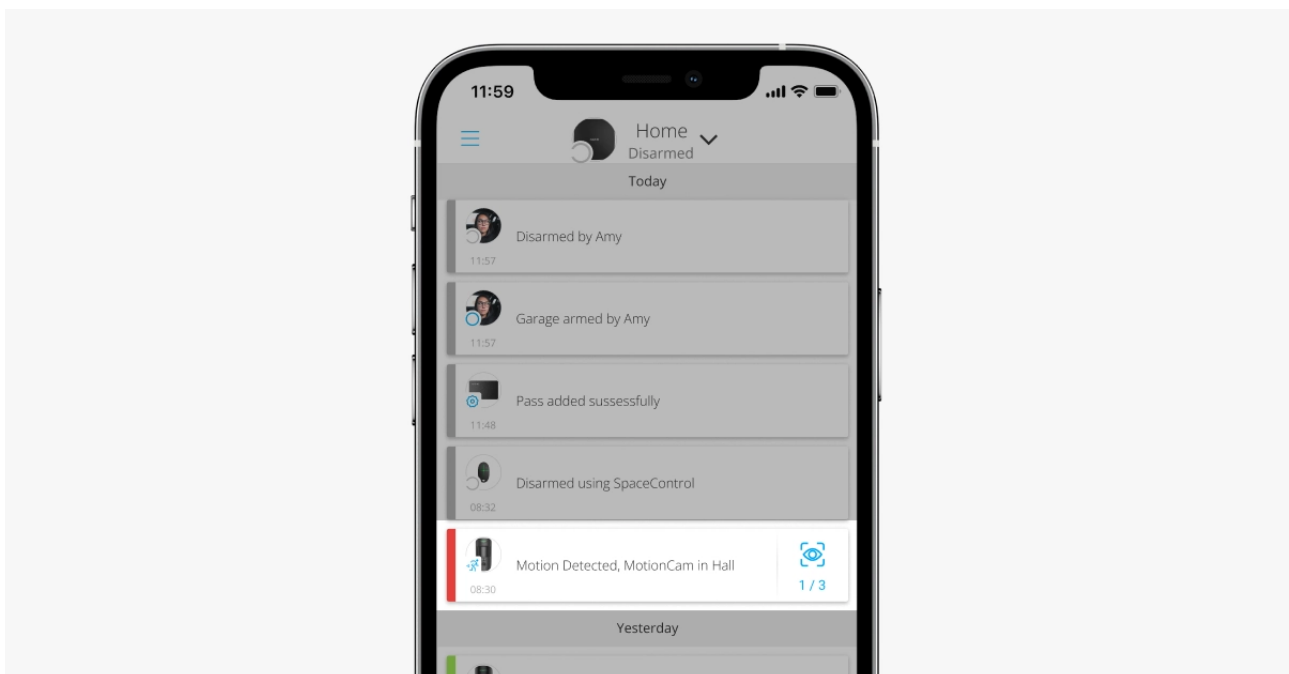 11:59
Home
Disarmed
Today
Disarmed by Amy
11:57
Garage armed by Amy
11:57
Pass added sussessfully
11:48
Disarmed using SpaceControl
08:32
Motion Detected, MotionCam in Hall
1 / 3
08:30
Yesterday